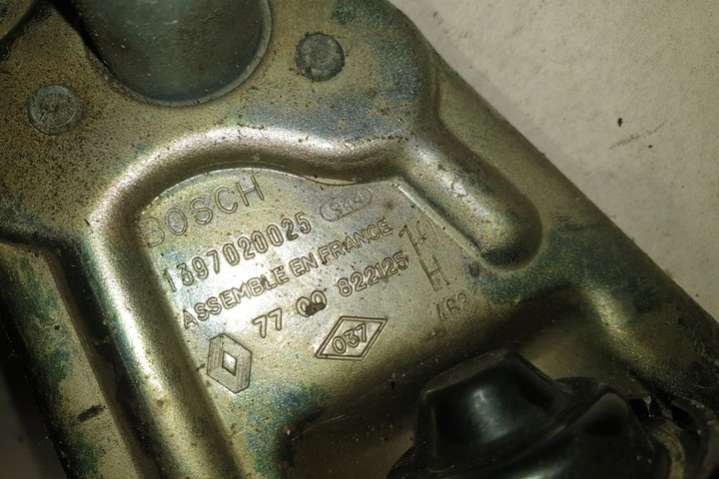 BOSCH
1397020025
ASSEMBLE EN FRANCE
77 00 822125
037
H